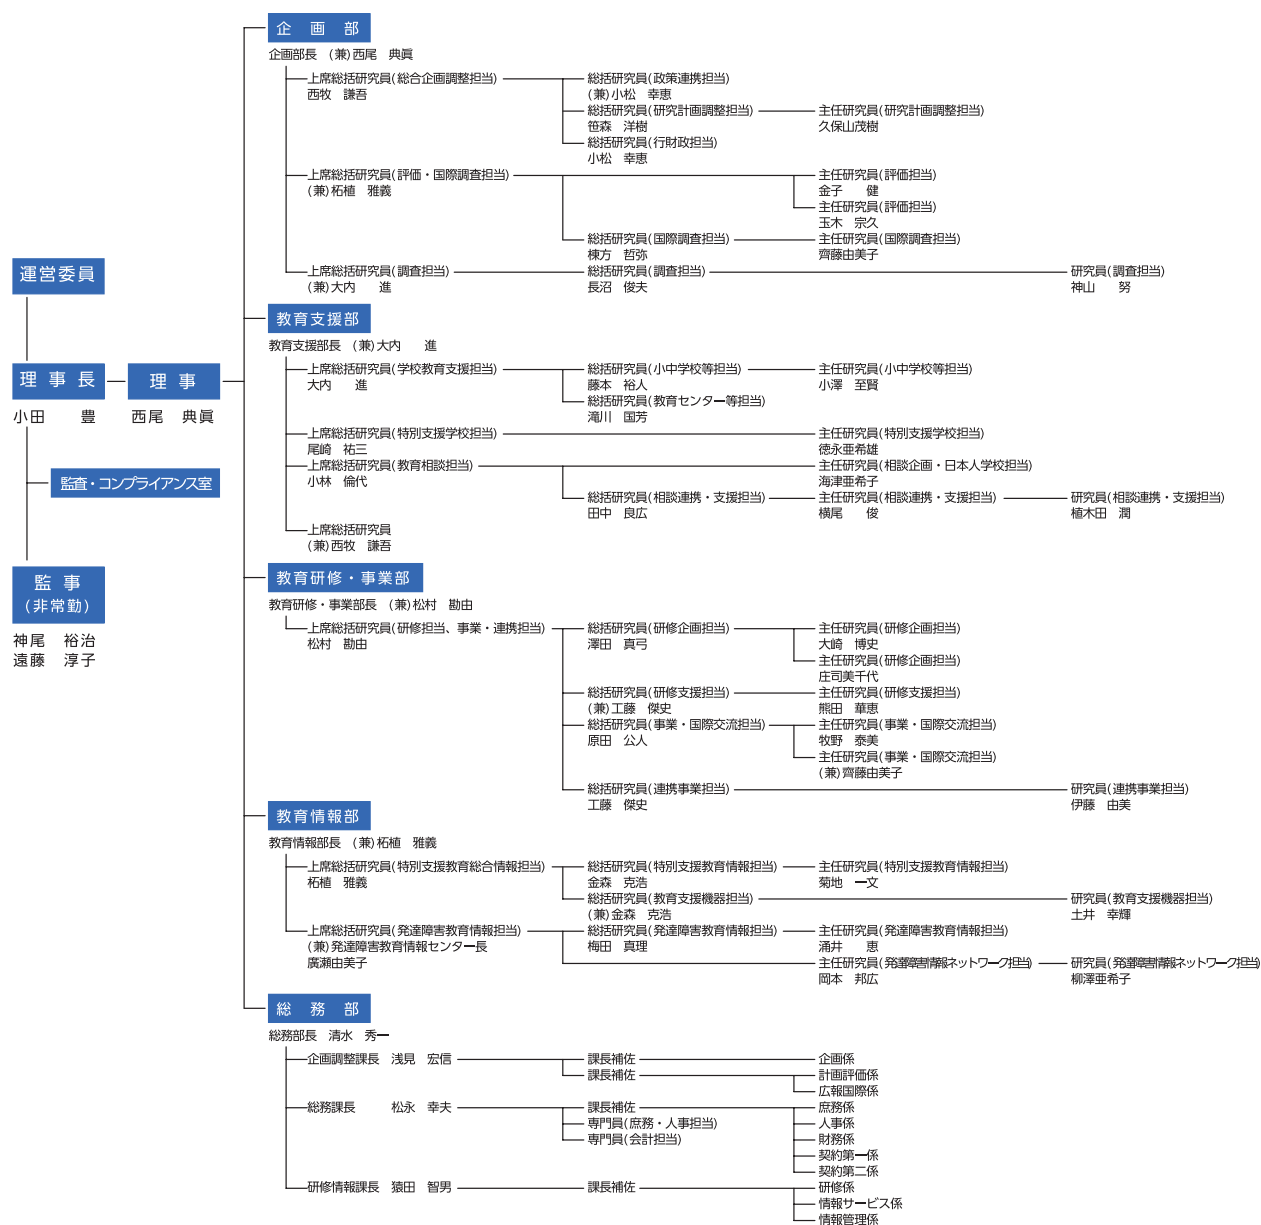 運営委員
理事長
小田　　豊
理事
西尾　典眞
監査・コンプライアンス室
監事
(非常勤)
神尾　裕治
遠藤　淳子
企画部
企画部長　(兼)西尾　典眞
上席総括研究員(総合企画調整担当)
西牧　謙吾
総括研究員(政策連携担当)
(兼)小松　幸恵
総括研究員(研究計画調整担当)
笹森　洋樹
主任研究員(研究計画調整担当)
久保山茂樹
総括研究員(行財政担当)
小松　幸恵
上席総括研究員(評価・国際調査担当)
(兼)柘植　雅義
主任研究員(評価担当)
金子　　健
主任研究員(評価担当)
玉木　宗久
総括研究員(国際調査担当)
棟方　哲弥
主任研究員(国際調査担当)
齊藤由美子
上席総括研究員(調査担当)
(兼)大内　　進
総括研究員(調査担当)
長沼　俊夫
研究員(調査担当)
神山　　努
教育支援部
教育支援部長　(兼)大内　　進
上席総括研究員(学校教育支援担当)
大内　　進
総括研究員(小中学校等担当)
藤本　裕人
主任研究員(小中学校等担当)
小澤　至賢
総括研究員(教育センター等担当)
滝川　国芳
上席総括研究員(特別支援学校担当)
尾崎　祐三
主任研究員(特別支援学校担当)
徳永亜希雄
上席総括研究員(教育相談担当)
小林　倫代
主任研究員(相談企画・日本人学校担当)
海津亜希子
総括研究員(相談連携・支援担当)
田中　良広
主任研究員(相談連携・支援担当)
横尾　　俊
研究員(相談連携・支援担当)
植木田　潤
上席総括研究員
(兼)西牧　謙吾
教育研修・事業部
教育研修・事業部長　(兼)松村　勘由
上席総括研究員(研修担当、事業・連携担当)
松村　勘由
総括研究員(研修企画担当)
澤田　真弓
主任研究員(研修企画担当)
大崎　博史
主任研究員(研修企画担当)
庄司美千代
総括研究員(研修支援担当)
(兼)工藤　傑史
主任研究員(研修支援担当)
熊田　華恵
総括研究員(事業・国際交流担当)
原田　公人
主任研究員(事業・国際交流担当)
牧野　泰美
主任研究員(事業・国際交流担当)
(兼)齊藤由美子
総括研究員(連携事業担当)
工藤　傑史
研究員(連携事業担当)
伊藤　由美
教育情報部
教育情報部長　(兼)柘植　雅義
上席総括研究員(特別支援教育総合情報担当)
柘植　雅義
総括研究員(特別支援教育情報担当)
金森　克浩
主任研究員(特別支援教育情報担当)
菊地　一文
総括研究員(教育支援機器担当)
(兼)金森　克浩
研究員(教育支援機器担当)
土井　幸輝
上席総括研究員(発達障害教育情報担当)
(兼)発達障害教育情報センター長
廣瀬由美子
総括研究員(発達障害教育情報担当)
梅田　真理
主任研究員(発達障害教育情報担当)
涌井　　恵
主任研究員(発達障害情報ネットワーク担当)
岡本　邦広
研究員(発達障害情報ネットワーク担当)
柳澤亜希子
総務部
総務部長　清水　秀一
企画調整課長　浅見　宏信
課長補佐
企画係
課長補佐
計画評価係
広報国際係
総務課長　　　松永　幸夫
課長補佐
庶務係
専門員(庶務・人事担当)
人事係
専門員(会計担当)
財務係
契約第一係
契約第二係
研修情報課長　猿田　智男
課長補佐
研修係
情報サービス係
情報管理係